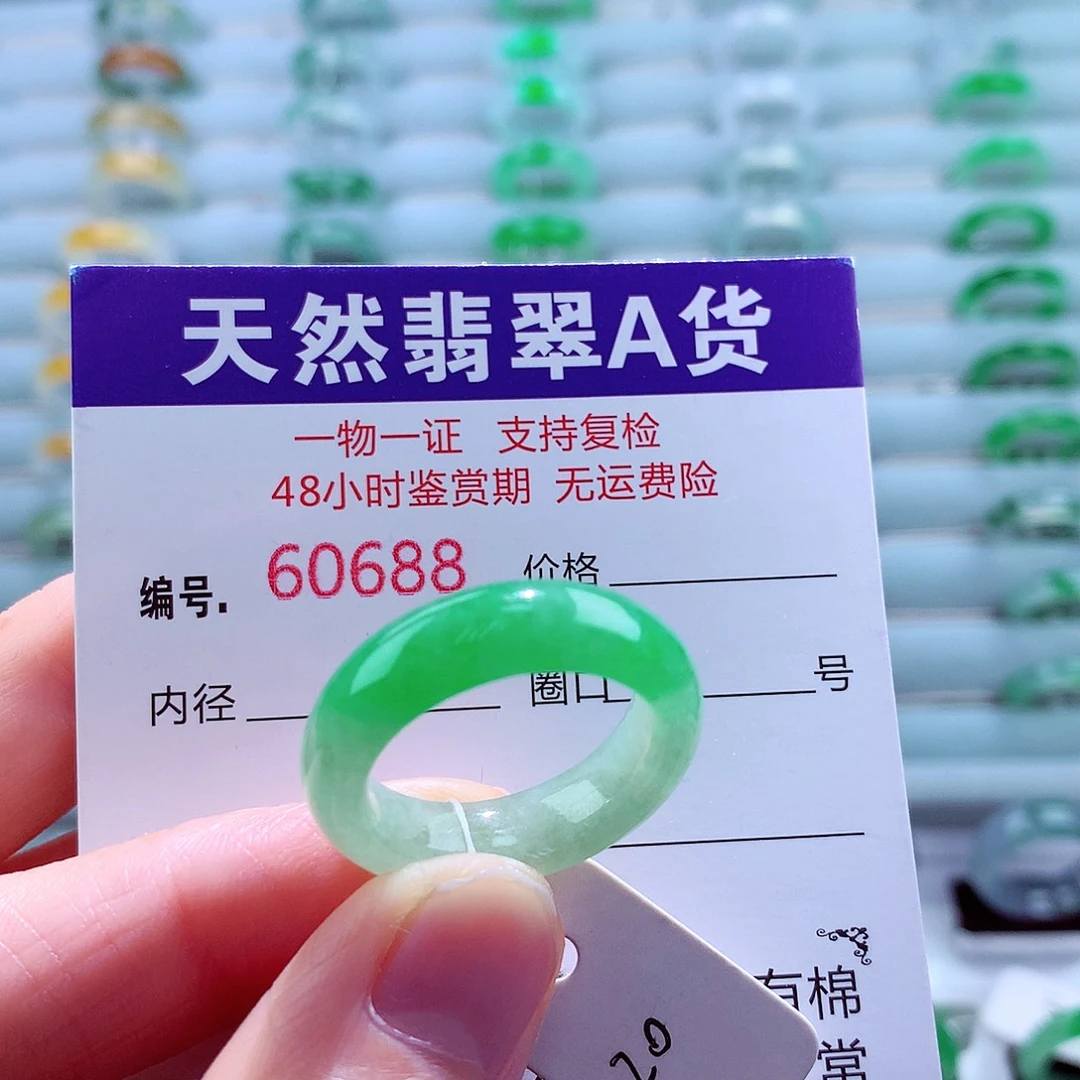 天然翡翠A货
一物一证 支持复检
48小时鉴赏期 无运费险
编号. 60688 价格
内径 圈口 号
有棉
常
20